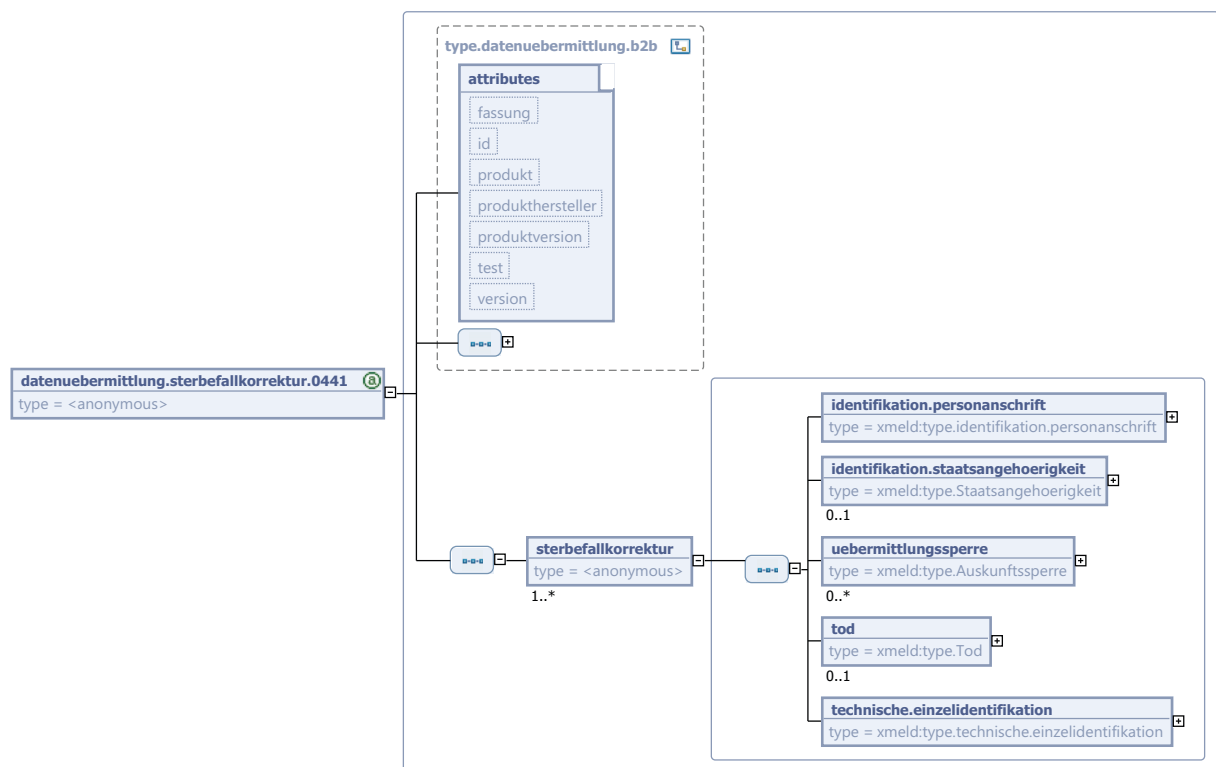 type.datenuebermittlung.b2b
attributes
fassung
id
produkt
produkthersteller
produktversion
test
version
datenuebermittlung.sterbefallkorrektur.0441 a
type = <anonymous>
identifikation.personanschrift
type = xmeld:type.identifikation.personanschrift
identifikation.staatsangehoerigkeit
type = xmeld:type.Staatsangehoerigkeit
0..1
sterbefallkorrektur
type = <anonymous>
1..*
uebermittlungssperre
type = xmeld:type.Auskunftssperre
0..*
tod
type = xmeld:type.Tod
0..1
technische.einzelidentifikation
type = xmeld:type.technische.einzelidentifikation